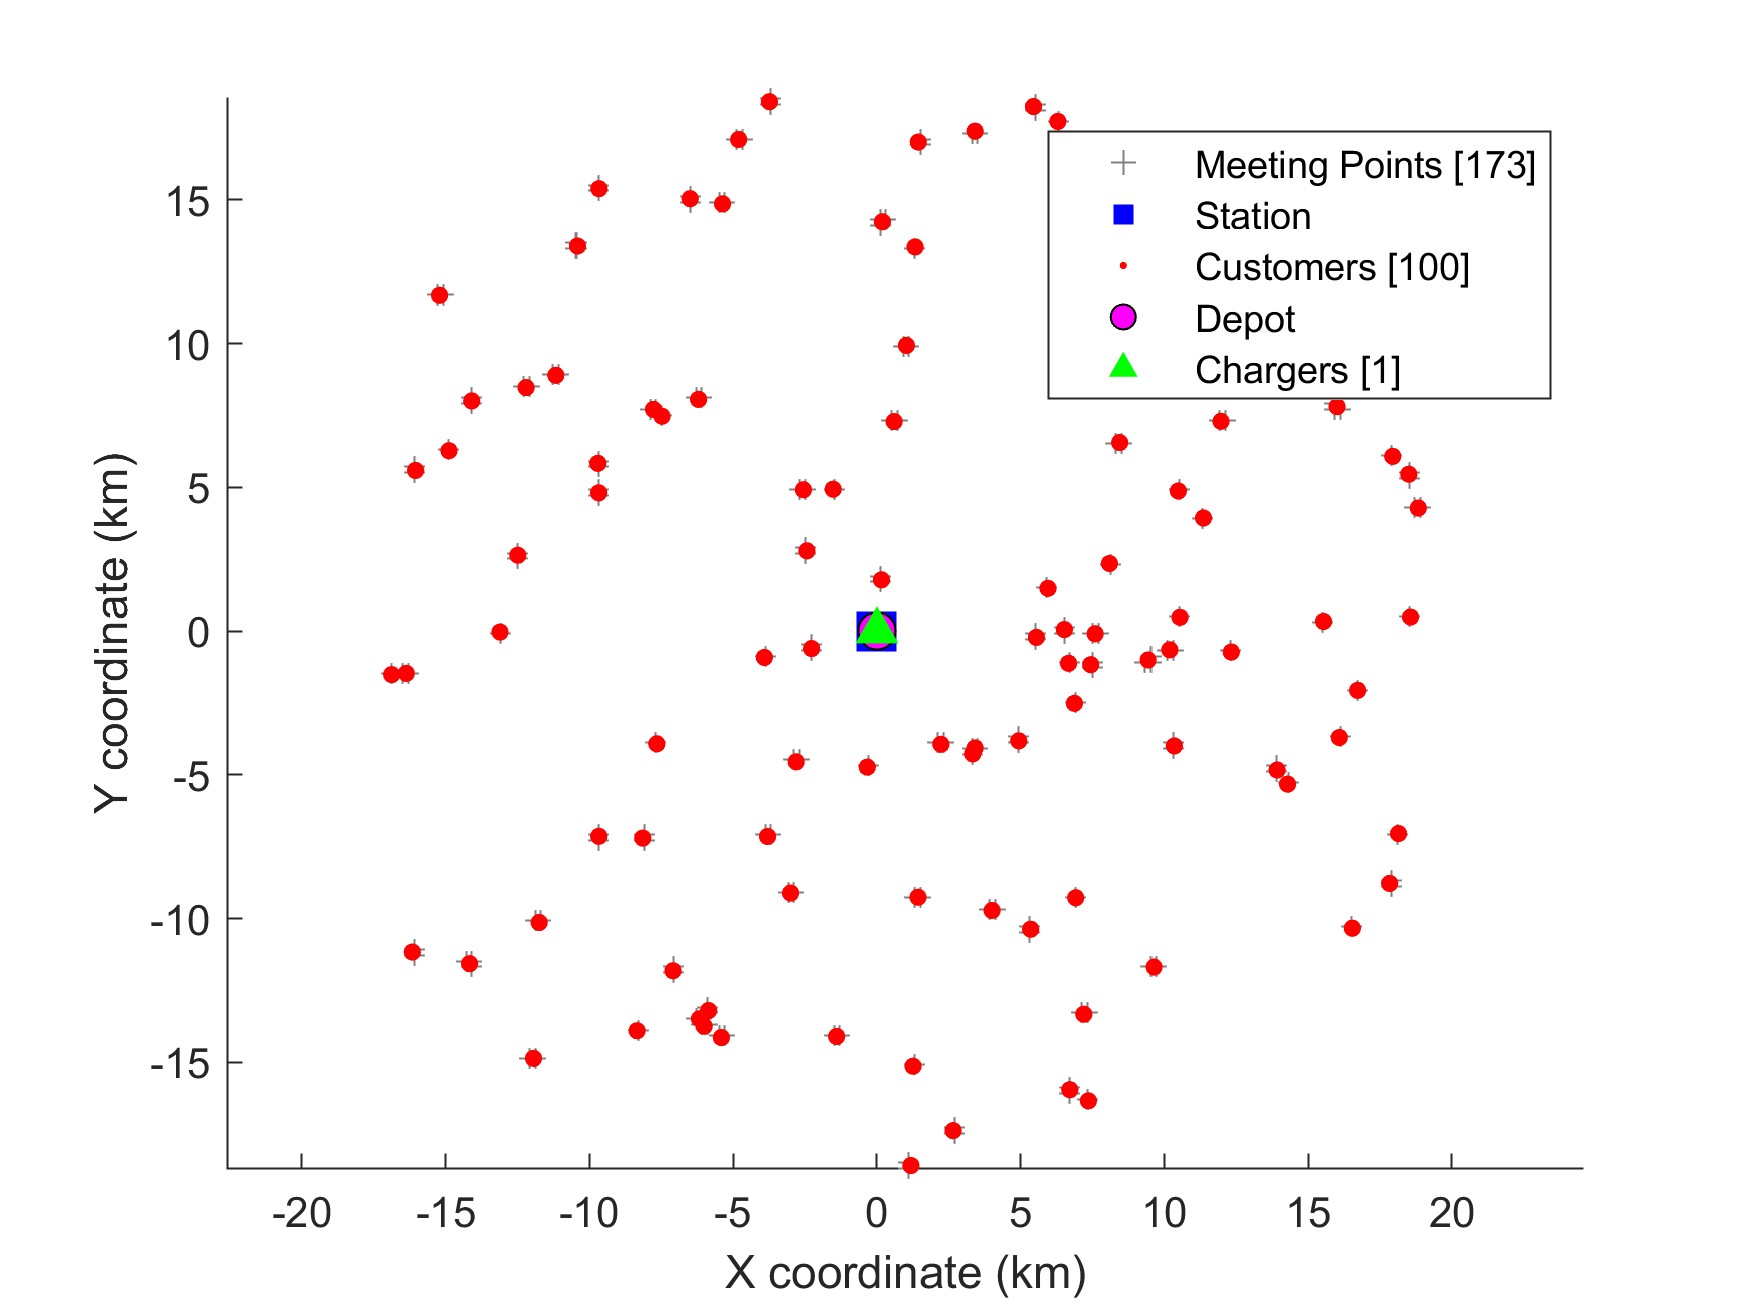 Meeting Points [173]
Station
Customers [100]
Depot
Chargers [1]
15
10
5
0
-5
-10
-15
Y coordinate (km)
-20 -15 -10 -5 0 5 10 15 20
X coordinate (km)